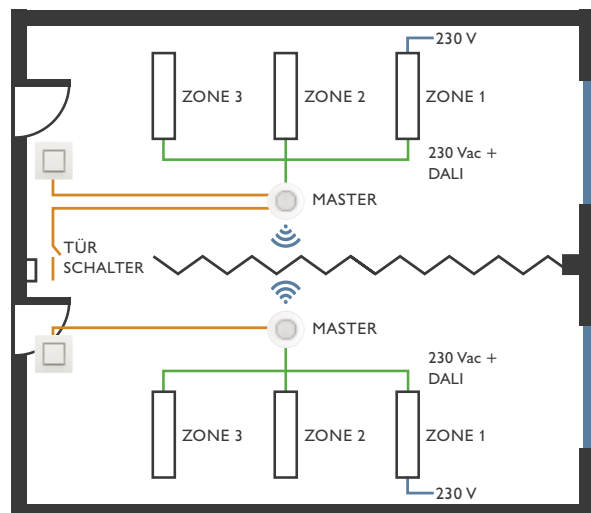 230 V
ZONE 3
ZONE 2
ZONE 1
230 Vac +
DALI
MASTER
TÜR
SCHALTER
MASTER
230 Vac +
DALI
ZONE 3
ZONE 2
ZONE 1
230 V